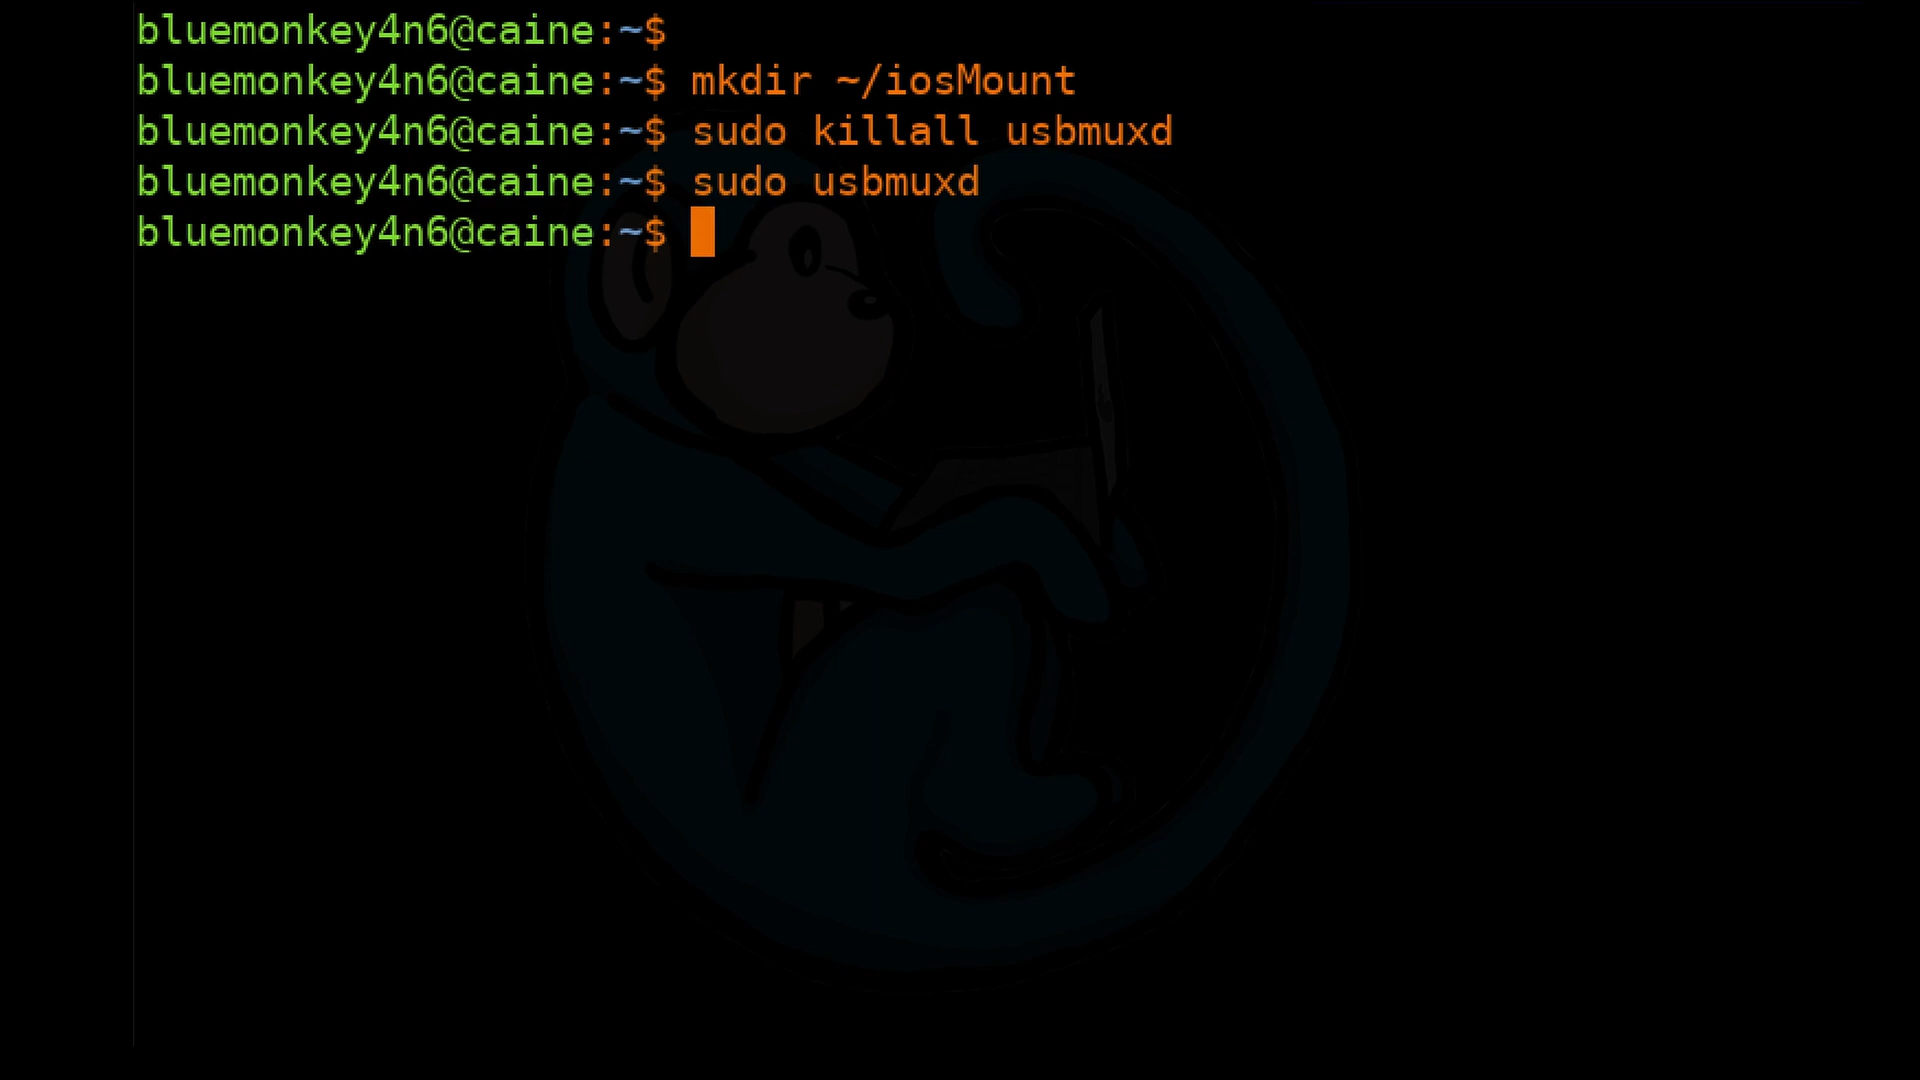 bluemonkey4n6@caine:~$
bluemonkey4n6@caine:~$ mkdir ~/iosMount
bluemonkey4n6@caine:~$ sudo killall usbmuxd
bluemonkey4n6@caine:~$ sudo usbmuxd
bluemonkey4n6@caine:~$